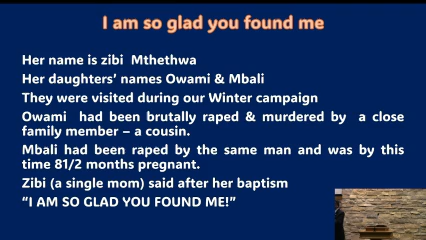 I am so glad you found me
Her name is zibi Mthethwa
Her daughters’ names Owami & Mbali
They were visited during our Winter campaign
Owami had been brutally raped & murdered by a close
family member – a cousin.
Mbali had been raped by the same man and was by this
time 81/2 months pregnant.
Zibi (a single mom) said after her baptism
“I AM SO GLAD YOU FOUND ME!”